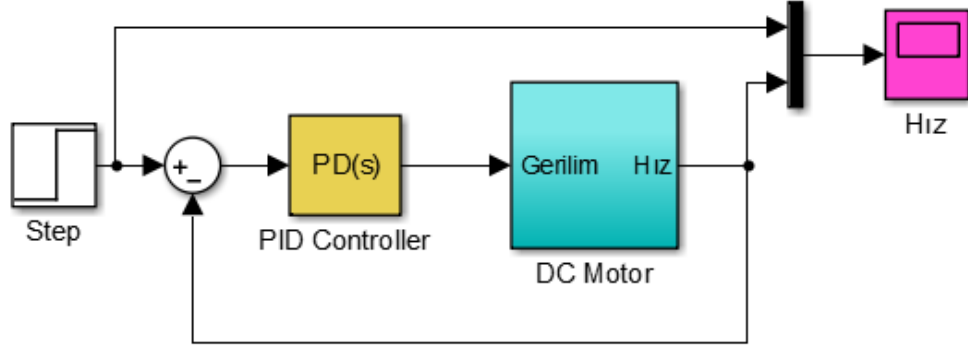 Hız
Step
PD(s)
PID Controller
Gerilim Hız
DC Motor